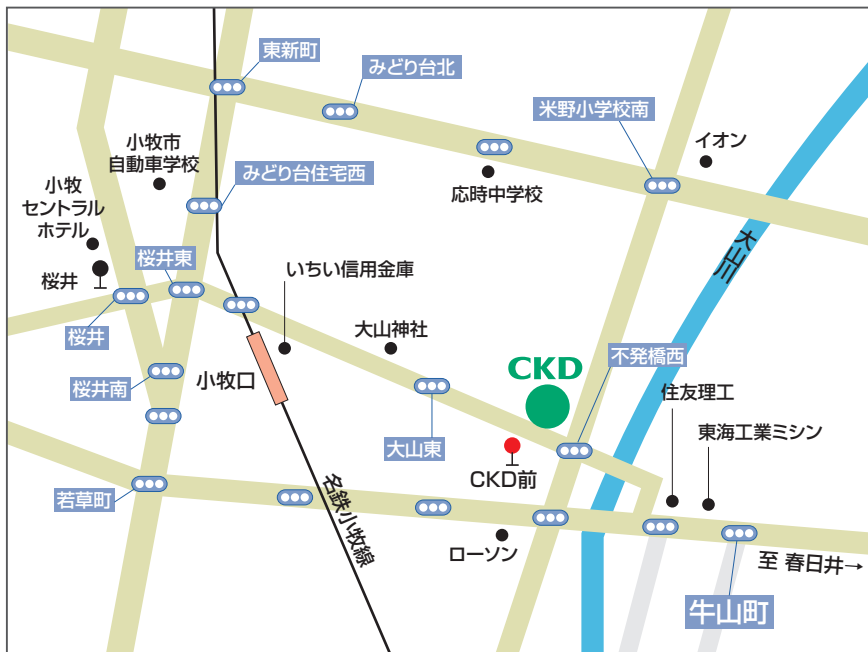 東新町
みどり台北
米野小学校南
イオン
小牧市
自動車学校
応時中学校
みどり台住宅西
小牧
セントラル
ホテル
大山川
桜井東
いちい信用金庫
桜井
大山神社
桜井
CKD
不発橋西
小牧口
桜井南
住友理工
東海工業ミシン
大山東
CKD前
若草町
名鉄小牧線
ローソン
至 春日井→
牛山町